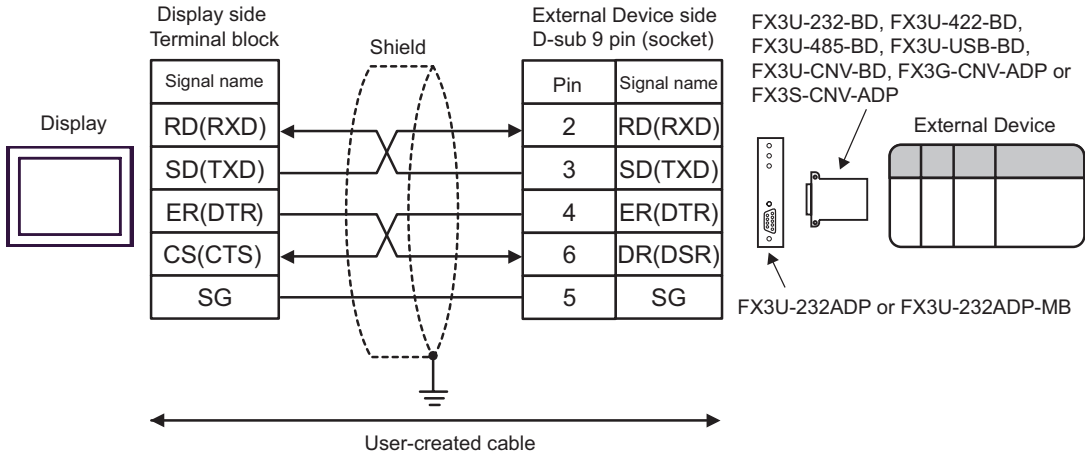 Display side
Terminal block
Shield
External Device side
D-sub 9 pin (socket)
FX3U-232-BD, FX3U-422-BD,
FX3U-485-BD, FX3U-USB-BD,
FX3U-CNV-BD, FX3G-CNV-ADP or
FX3S-CNV-ADP
Display
External Device
Signal name
Pin Signal name
RD(RXD) 2 RD(RXD)
SD(TXD) 3 SD(TXD)
ER(DTR) 4 ER(DTR)
CS(CTS) 6 DR(DSR)
SG 5 SG
FX3U-232ADP or FX3U-232ADP-MB
User-created cable